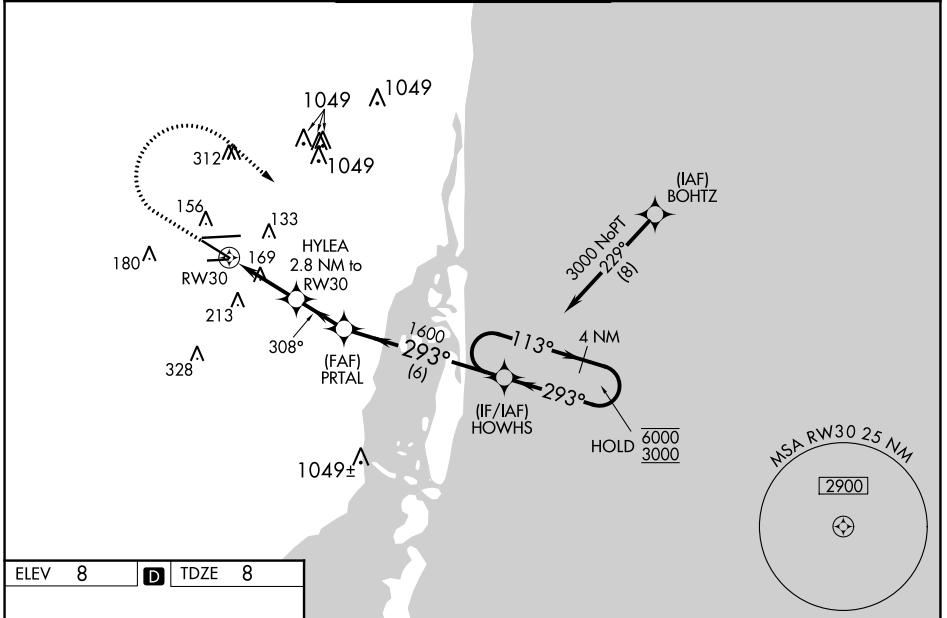 1049
1049
1049
312
(IAF)
BOHTZ
3000 NoPT
229°
(8)
156
133
HYLEA
2.8 NM to
RW30
180
169
RW30
213
308°
328
(FAF)
PRTAL
1600
293°
(6)
113°
4 NM
293°
(IF/IAF)
HOWHS
HOLD
6000
3000
1049±
MSA RW30 25 NM
2900
ELEV 8
D
TDZE 8